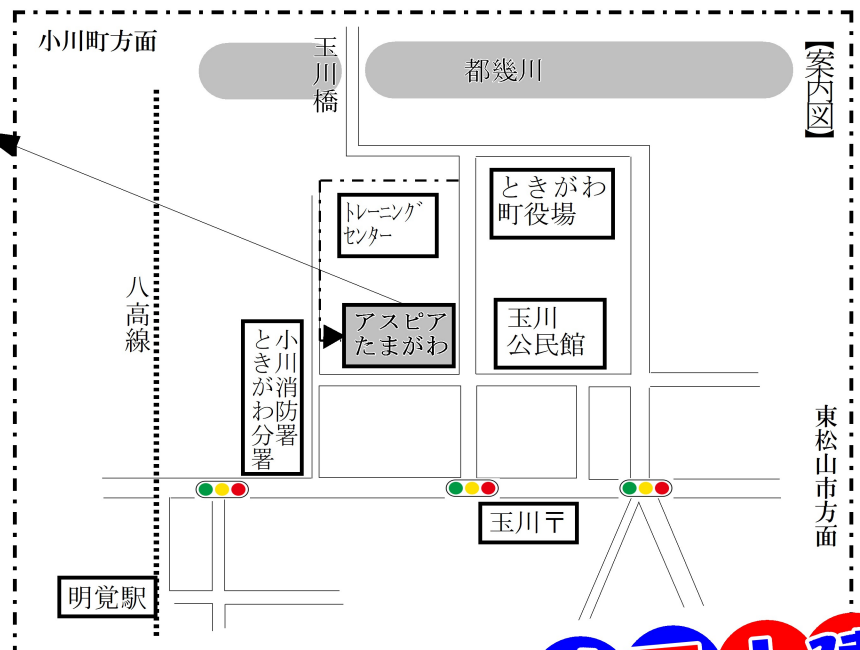 小川町方面
玉川橋
都幾川
【案内図】
トレーニング
センター
ときがわ
町役場
八高線
アスピア
たまがわ
玉川
公民館
小川消防署
ときがわ分署
東松山市方面
玉川〒
明覚駅